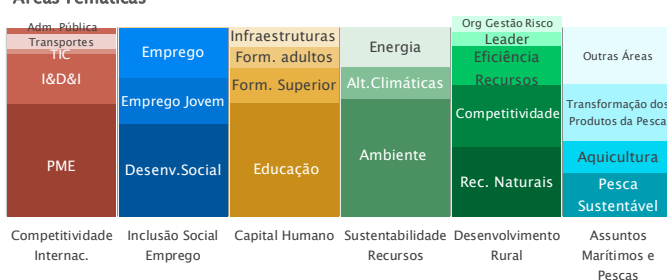 Áreas Temáticas
Adm. Pública
Transportes
TIC
I&D&I
PME
Competitividade
Internac.
Emprego
Emprego Jovem
Desenv.Social
Inclusão Social
Emprego
Infraestruturas
Form. adultos
Form. Superior
Educação
Capital Humano
Energia
Alt.Climáticas
Ambiente
Sustentabilidade
Recursos
Org Gestão Risco
Leader
Eficiência
Recursos
Competitividade
Rec. Naturais
Desenvolvimento
Rural
Outras Áreas
Transformação dos
Produtos da Pesca
Aquicultura
Pesca
Sustentável
Assuntos
Marítimos e
Pescas